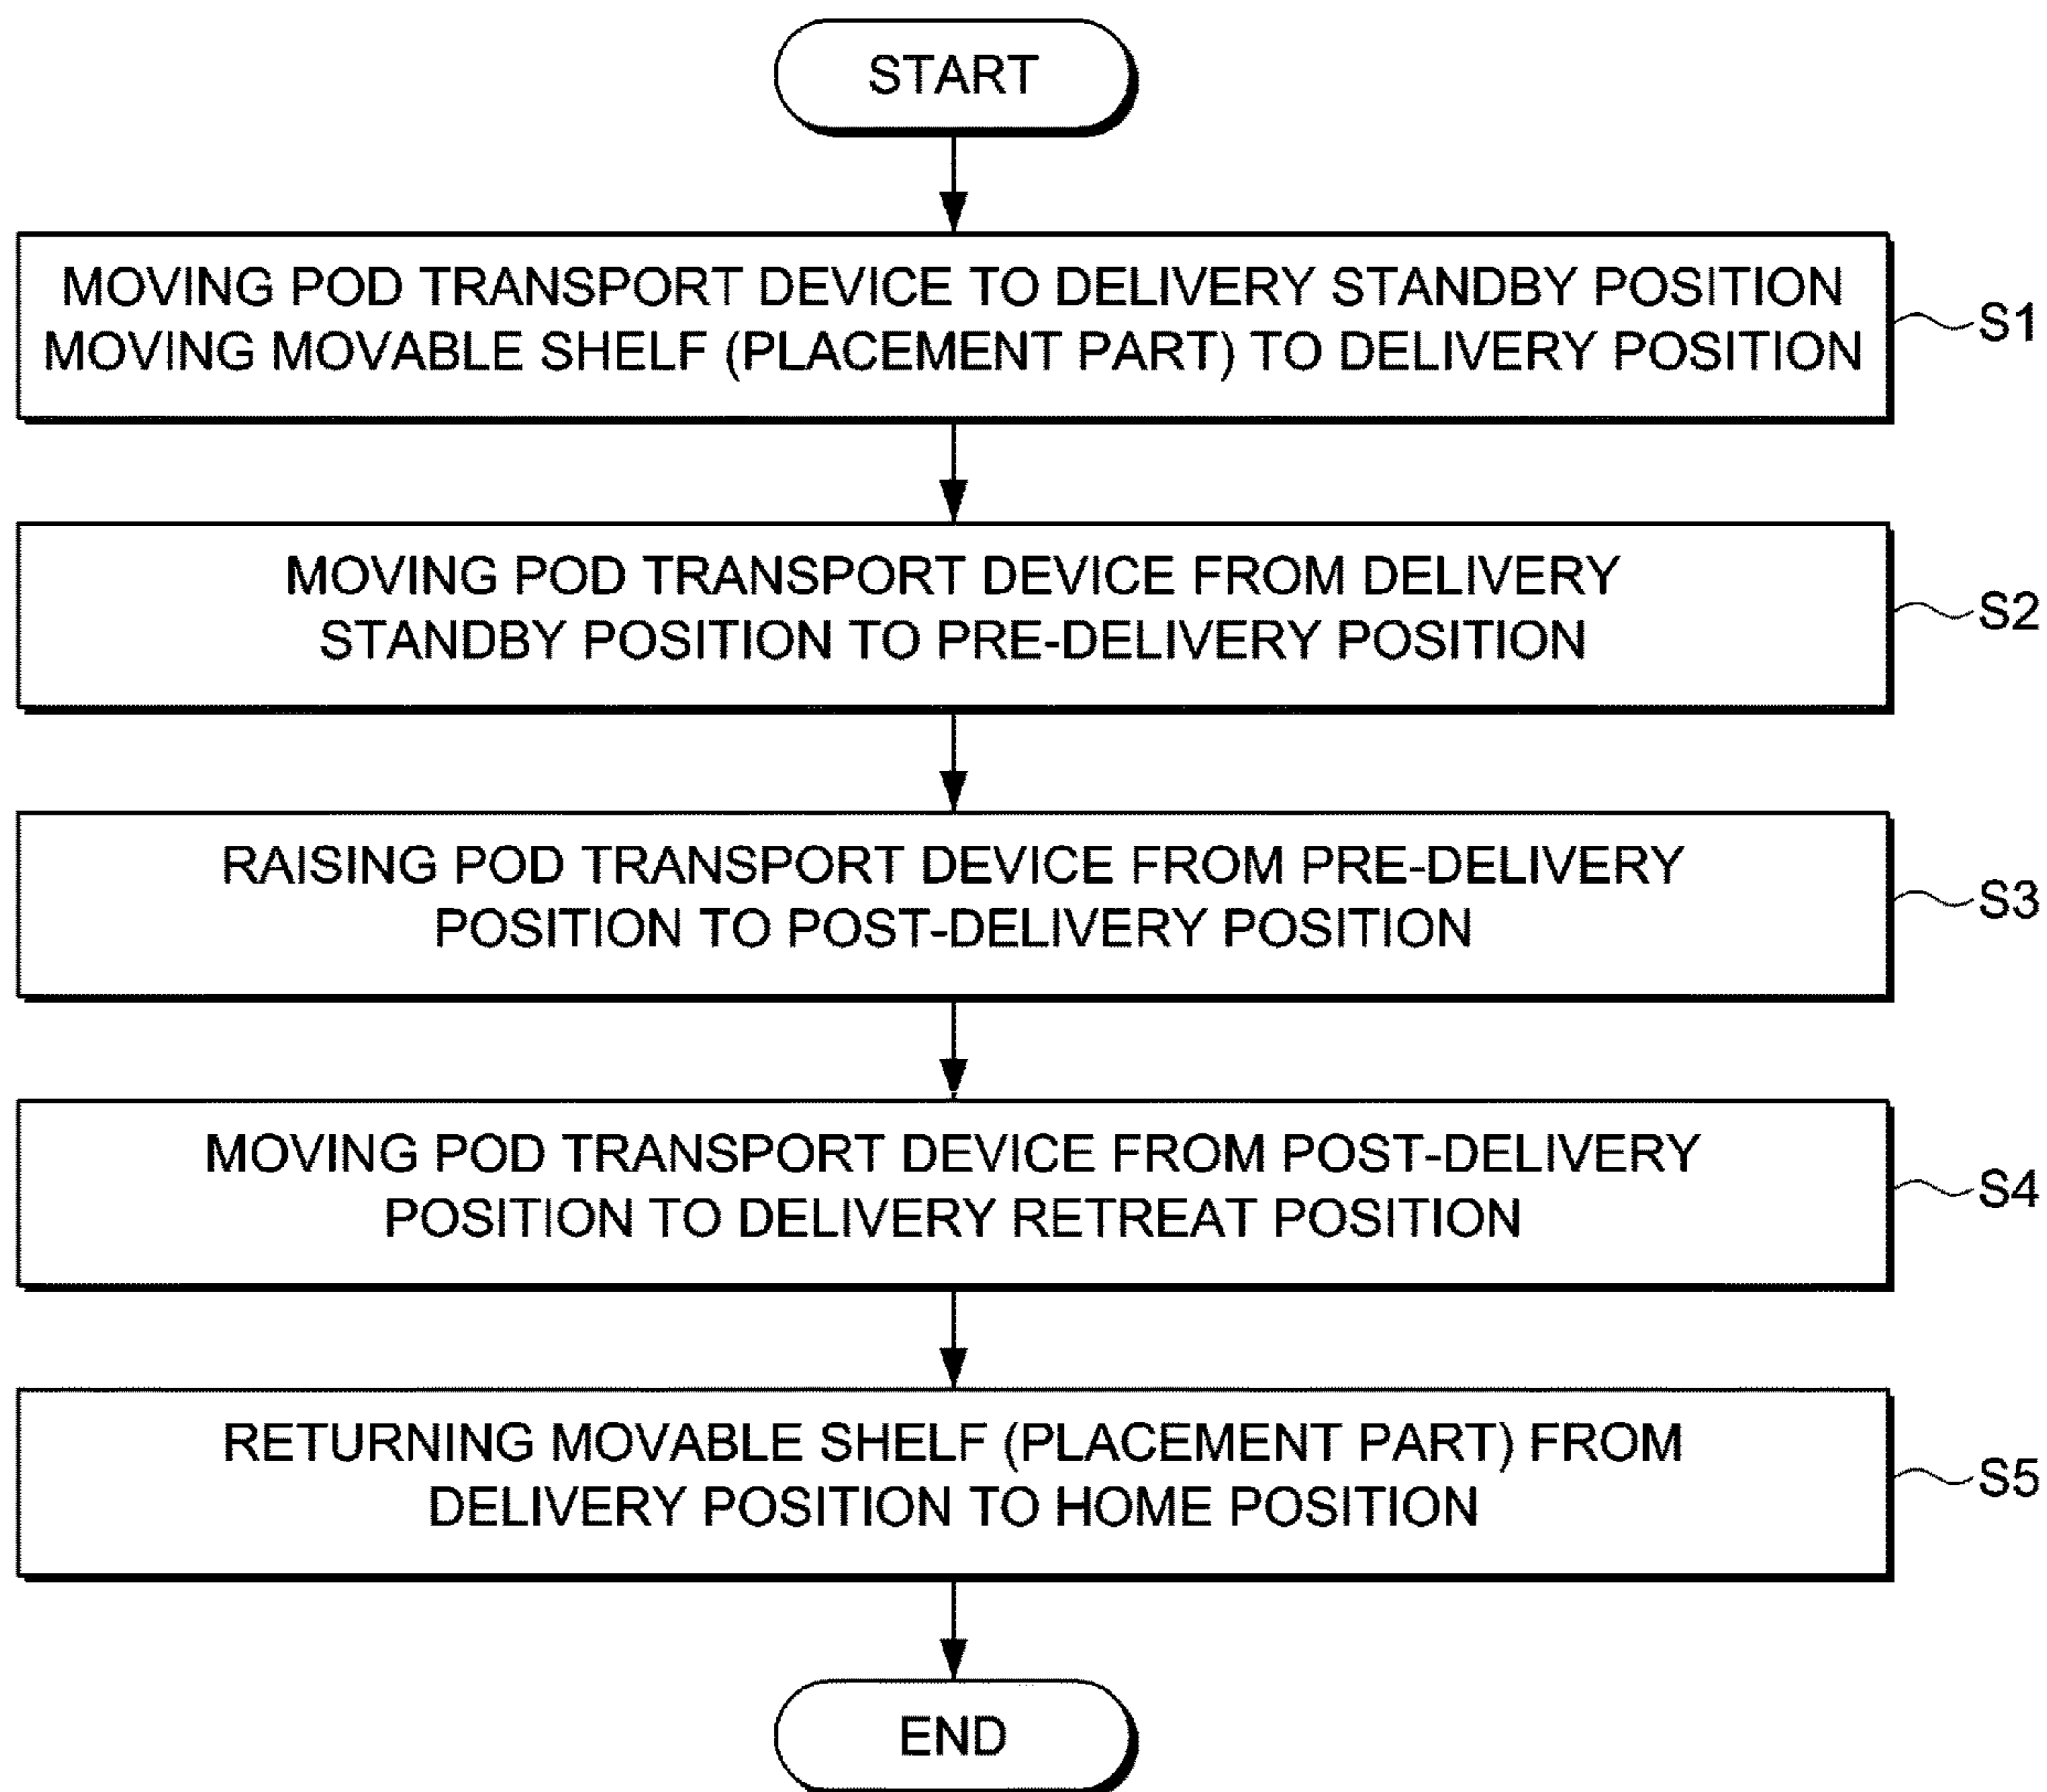 START
MOVING POD TRANSPORT DEVICE TO DELIVERY STANDBY POSITION
MOVING MOVABLE SHELF (PLACEMENT PART) TO DELIVERY POSITION
S1
MOVING POD TRANSPORT DEVICE FROM DELIVERY
STANDBY POSITION TO PRE-DELIVERY POSITION
S2
RAISING POD TRANSPORT DEVICE FROM PRE-DELIVERY
POSITION TO POST-DELIVERY POSITION
S3
MOVING POD TRANSPORT DEVICE FROM POST-DELIVERY
POSITION TO DELIVERY RETREAT POSITION
S4
RETURNING MOVABLE SHELF (PLACEMENT PART) FROM
DELIVERY POSITION TO HOME POSITION
S5
END